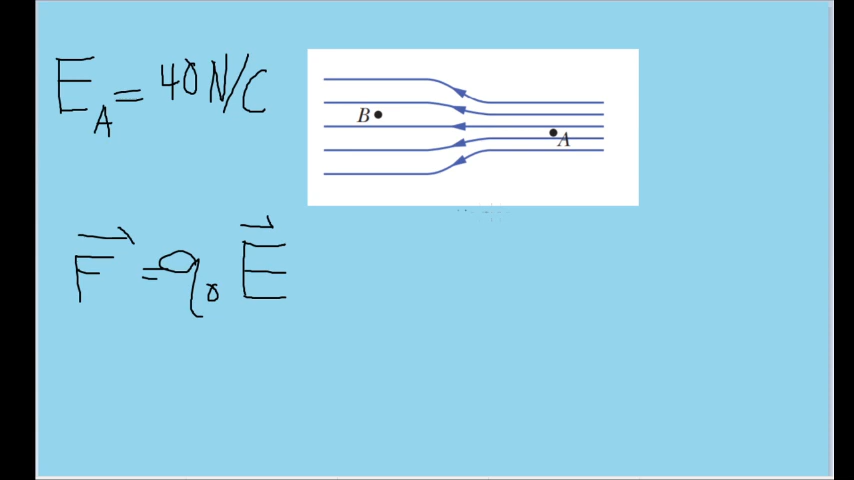 E_A = 40 N/C
B
A
F⃗ = q₀ E⃗